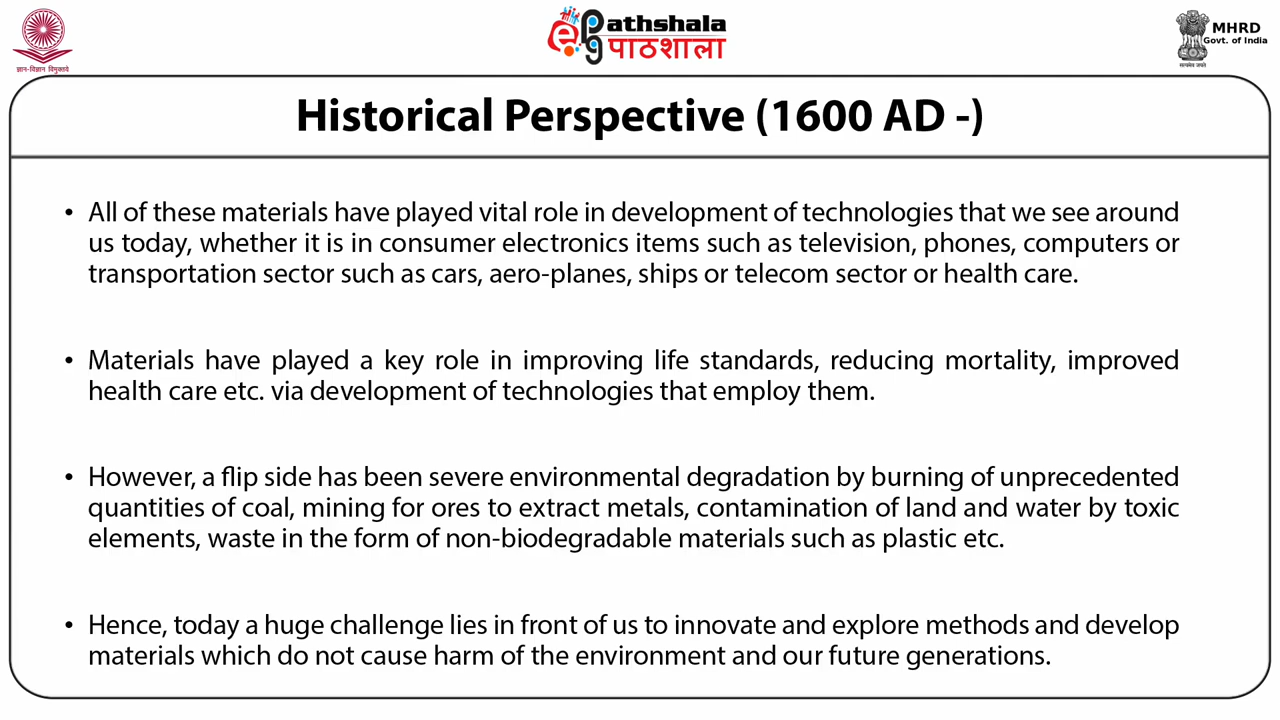 ज्ञान-विज्ञान विमुक्तये
ePathshala
पाठशाला
MHRD
Govt. of India
सत्यमेव जयते
Historical Perspective (1600 AD -)
• All of these materials have played vital role in development of technologies that we see around
us today, whether it is in consumer electronics items such as television, phones, computers or
transportation sector such as cars, aero-planes, ships or telecom sector or health care.
• Materials have played a key role in improving life standards, reducing mortality, improved
health care etc. via development of technologies that employ them.
• However, a flip side has been severe environmental degradation by burning of unprecedented
quantities of coal, mining for ores to extract metals, contamination of land and water by toxic
elements, waste in the form of non-biodegradable materials such as plastic etc.
• Hence, today a huge challenge lies in front of us to innovate and explore methods and develop
materials which do not cause harm of the environment and our future generations.